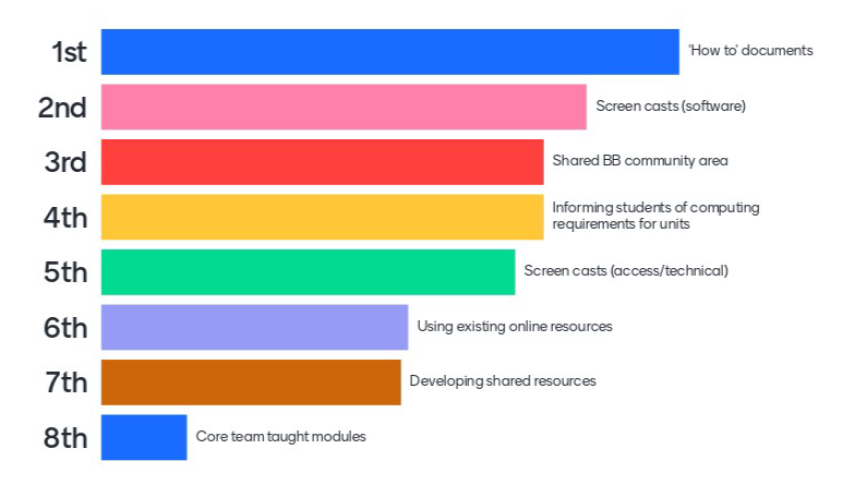 1st
'How to' documents
2nd
Screen casts (software)
3rd
Shared BB community area
4th
Informing students of computing
requirements for units
5th
Screen casts (access/technical)
6th
Using existing online resources
7th
Developing shared resources
8th
Core team taught modules